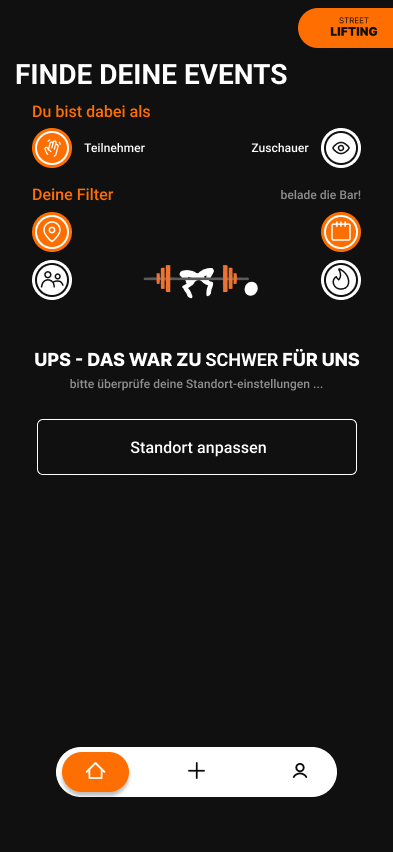 STREET
LIFTING
FINDE DEINE EVENTS
Du bist dabei als
Teilnehmer
Zuschauer
Deine Filter
belade die Bar!
UPS - DAS WAR ZU SCHWER FÜR UNS
bitte überprüfe deine Standort-einstellungen ...
Standort anpassen